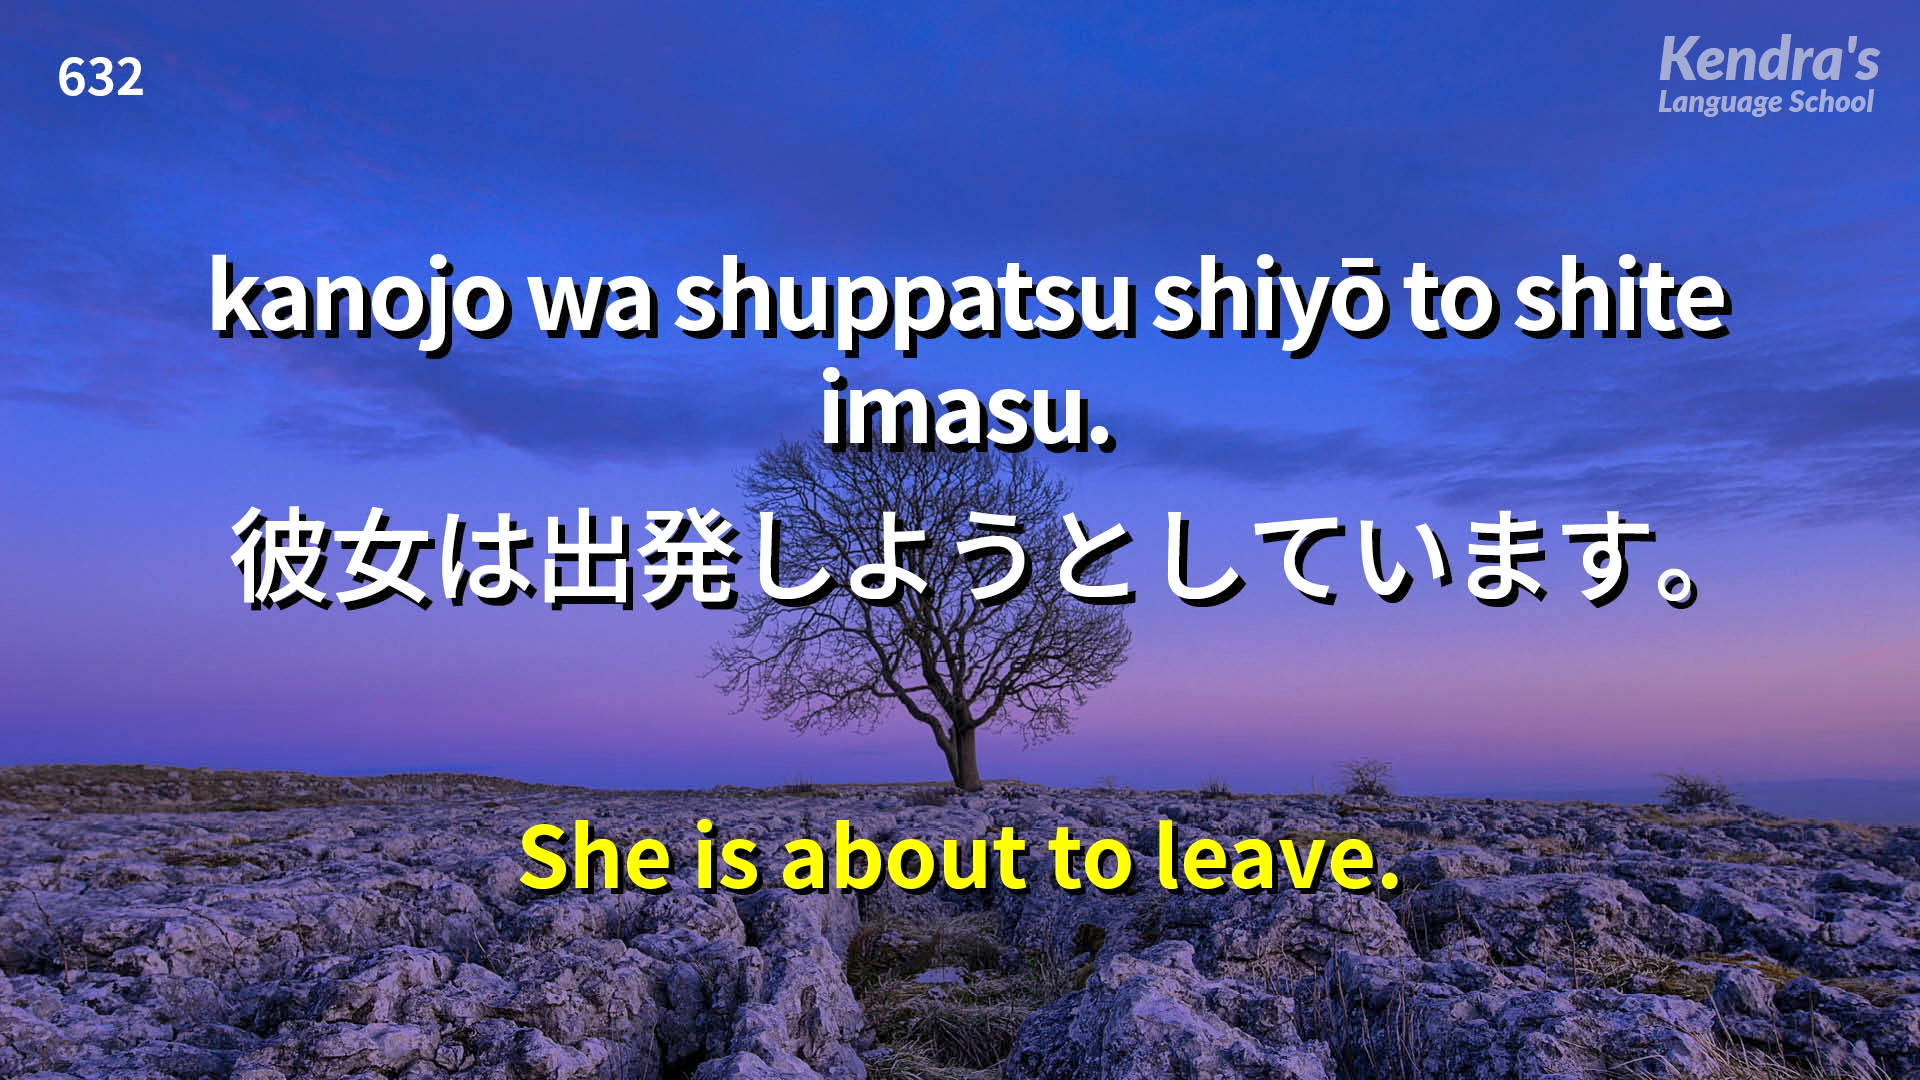 632
Kendra's
Language School
kanojo wa shuppatsu shiyō to shite
imasu.
彼女は出発しようとしています。
She is about to leave.